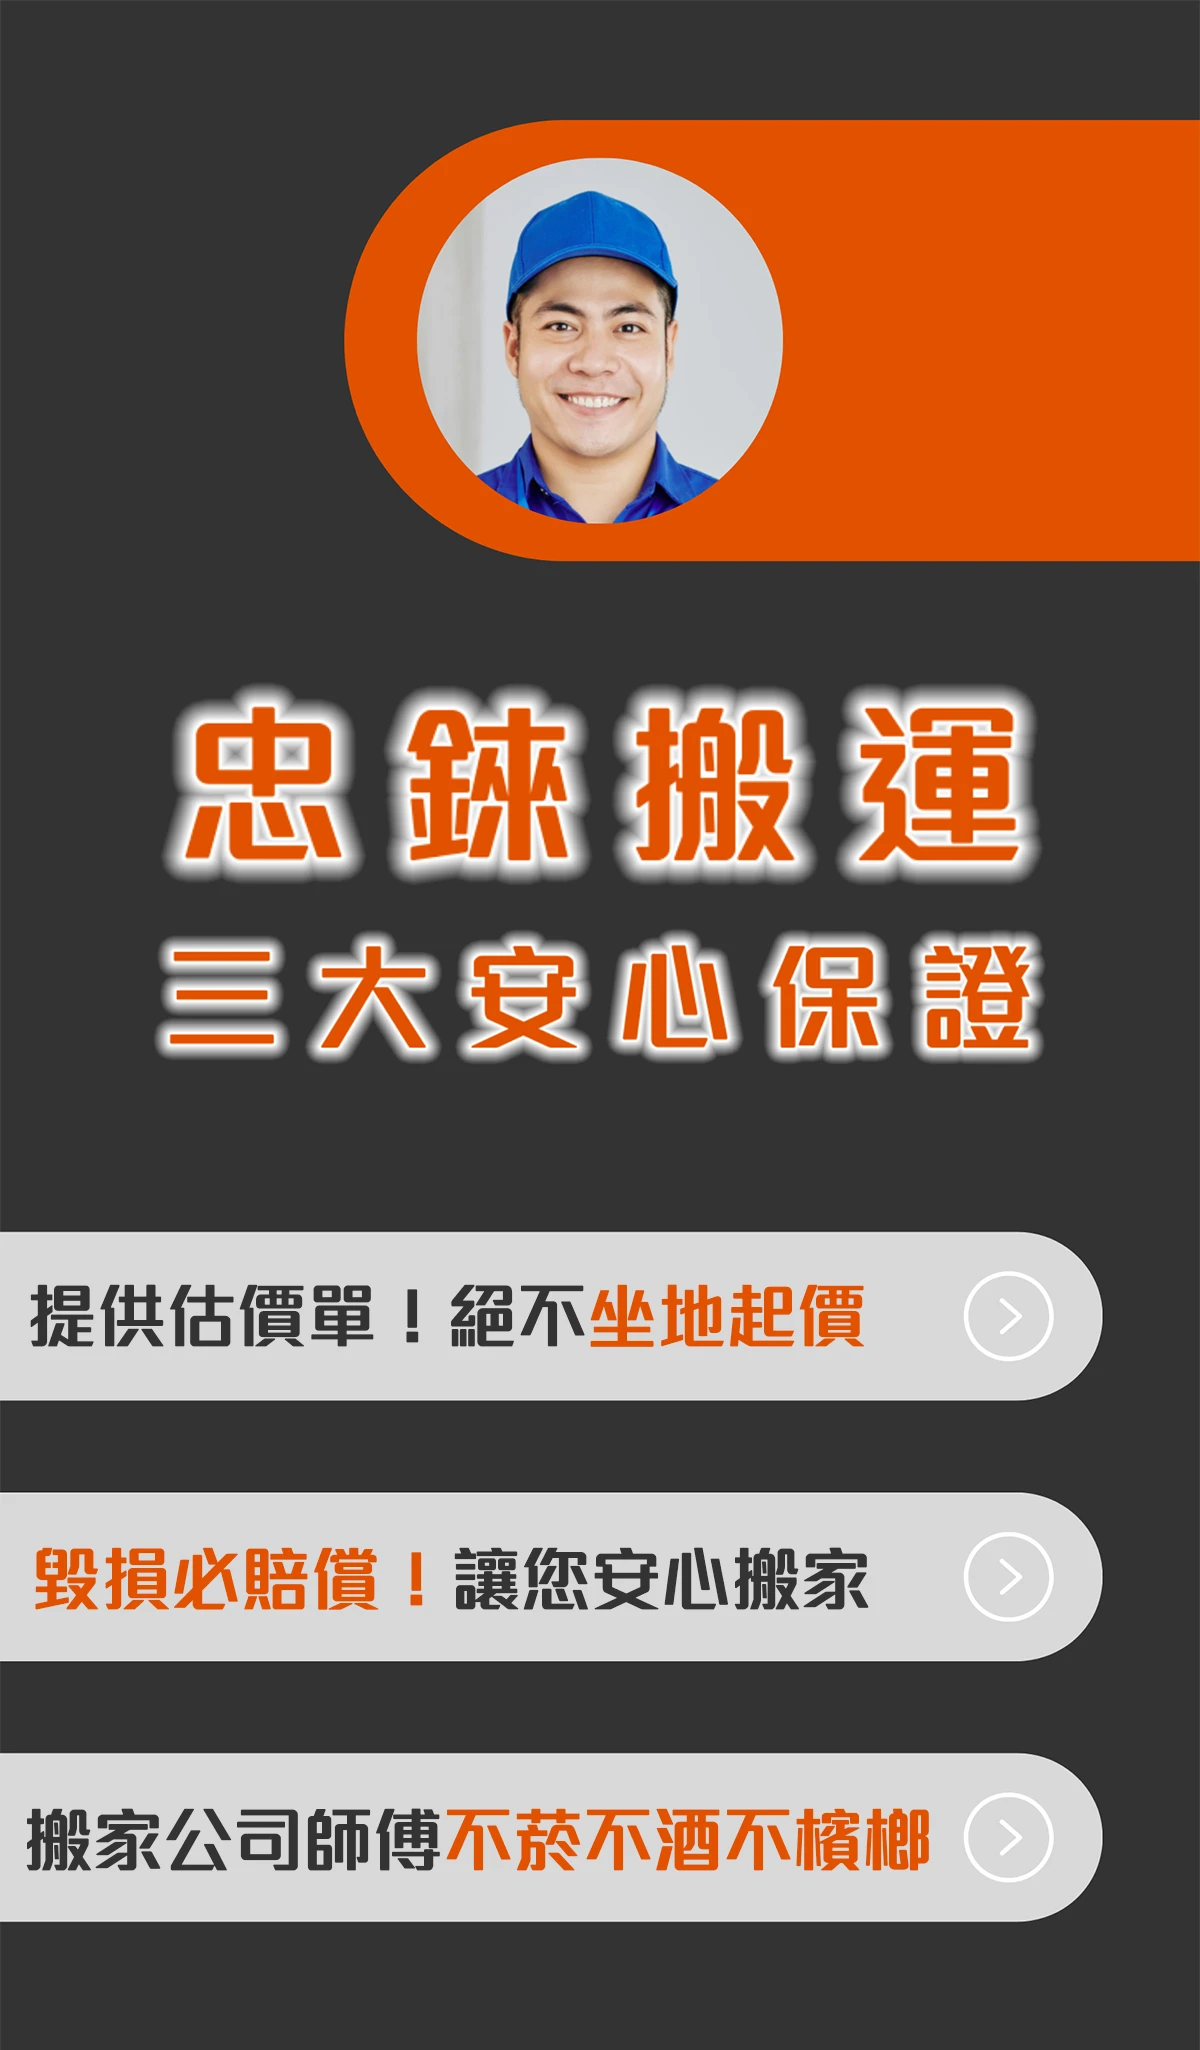 忠錸搬運
三大安心保證
提供估價單！絕不坐地起價
毀損必賠償！讓您安心搬家
搬家公司師傅不菸不酒不檳榔